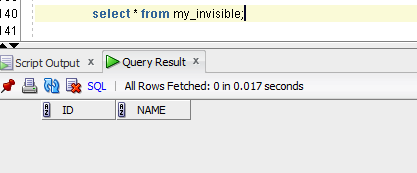 140 select * from my_invisible;
141
Script Output x Query Result x
SQL | All Rows Fetched: 0 in 0.017 seconds
ID NAME